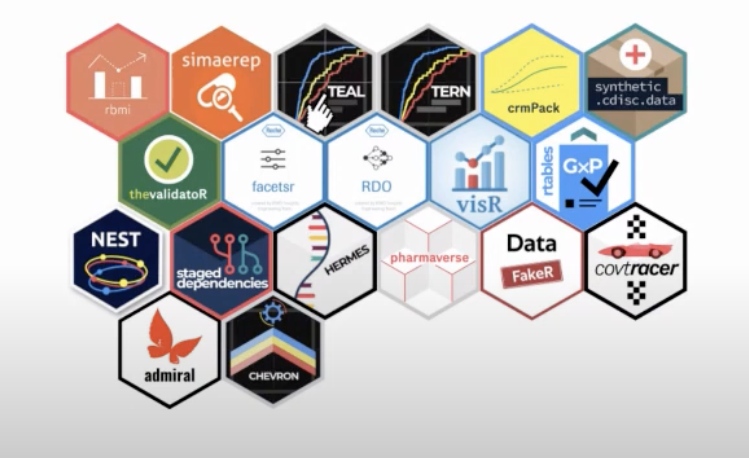 rbmi
simaerep
TEAL
TERN
crmPack
synthetic
.cdisc.data
thevalidatoR
Roche
facetsr
Roche
RDO
visR
rtables
GxP
NEST
staged
dependencies
HERMES
pharmaverse
Data
FakeR
covtracer
admiral
CHEVRON